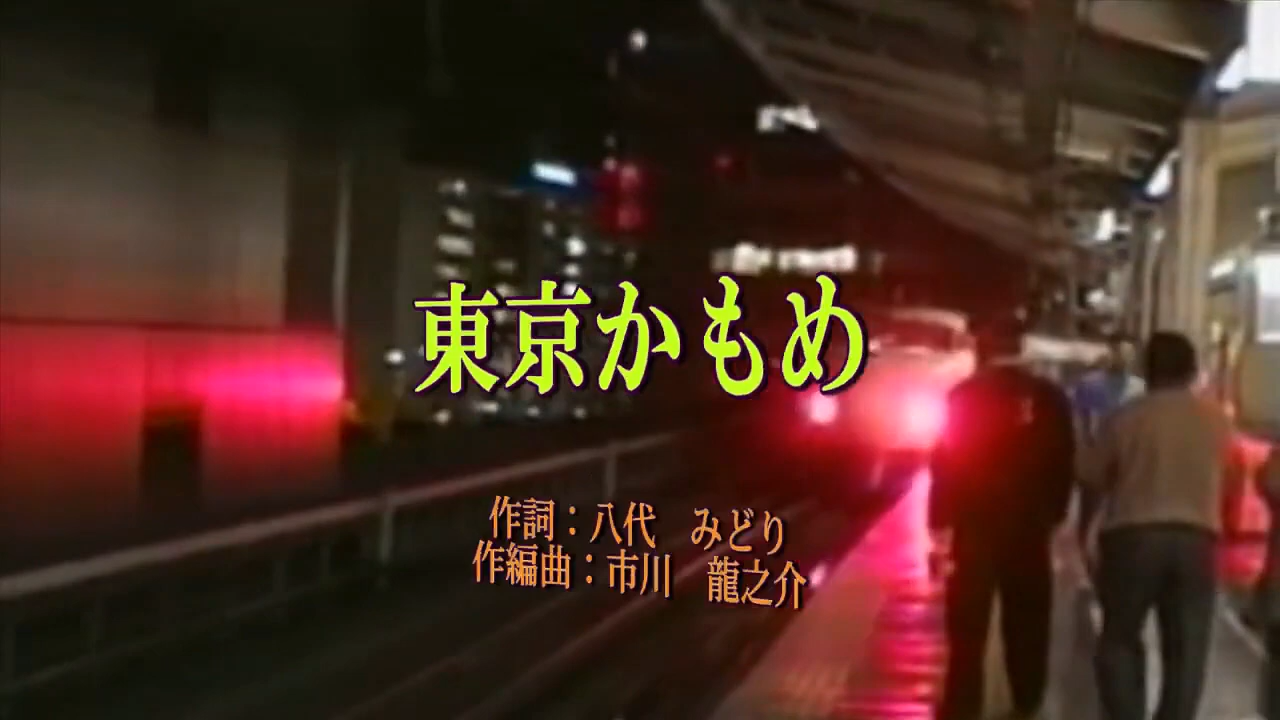 東京かもめ
作詞：八代　みどり
作編曲：市川　龍之介